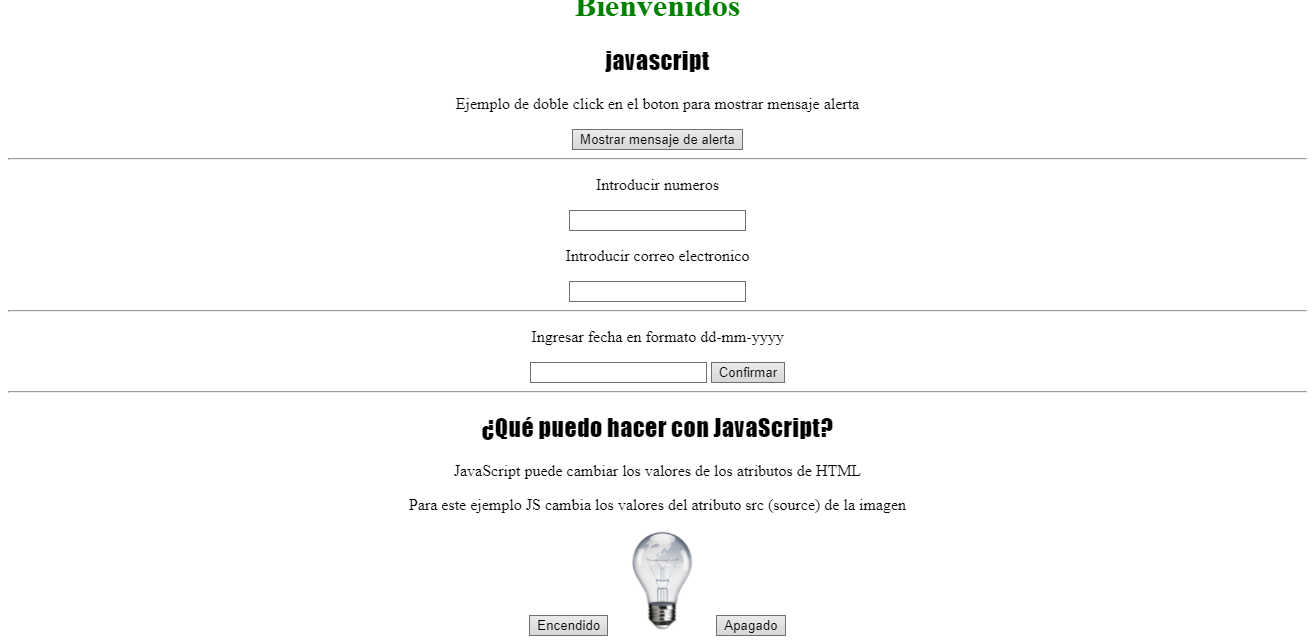 Bienvenidos
javascript
Ejemplo de doble click en el boton para mostrar mensaje alerta
Mostrar mensaje de alerta
Introducir numeros
Introducir correo electronico
Ingresar fecha en formato dd-mm-yyyy
Confirmar
¿Qué puedo hacer con JavaScript?
JavaScript puede cambiar los valores de los atributos de HTML
Para este ejemplo JS cambia los valores del atributo src (source) de la imagen
Encendido Apagado